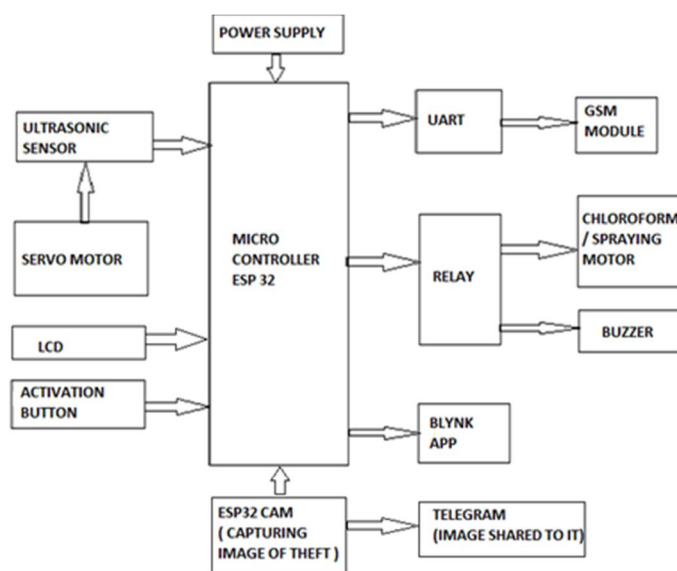 POWER SUPPLY
ULTRASONIC
SENSOR
UART
GSM
MODULE
SERVO MOTOR
MICRO
CONTROLLER
ESP 32
RELAY
CHLOROFORM
/ SPRAYING
MOTOR
BUZZER
LCD
ACTIVATION
BUTTON
BLYNK
APP
ESP32 CAM
( CAPTURING
IMAGE OF THEFT )
TELEGRAM
(IMAGE SHARED TO IT)